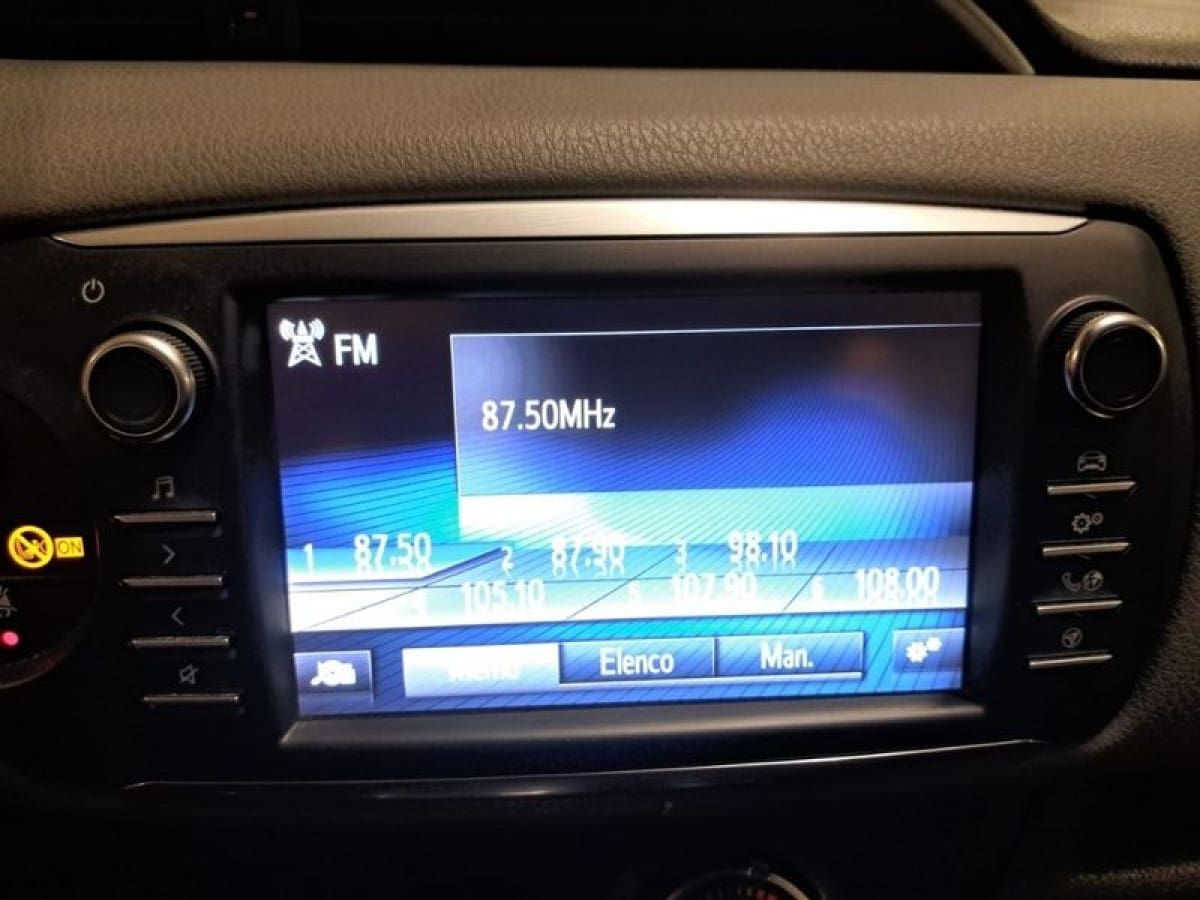 FM
87.50MHz
1 87.50 2 87.90 3 98.10
105.10 5 107.90 6 108.00
Memo Elenco Man.
ON